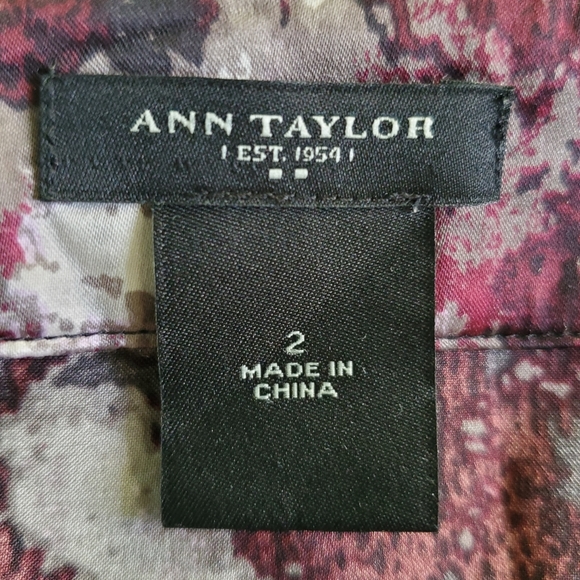 ANN TAYLOR
| EST. 1954 |
2
MADE IN
CHINA